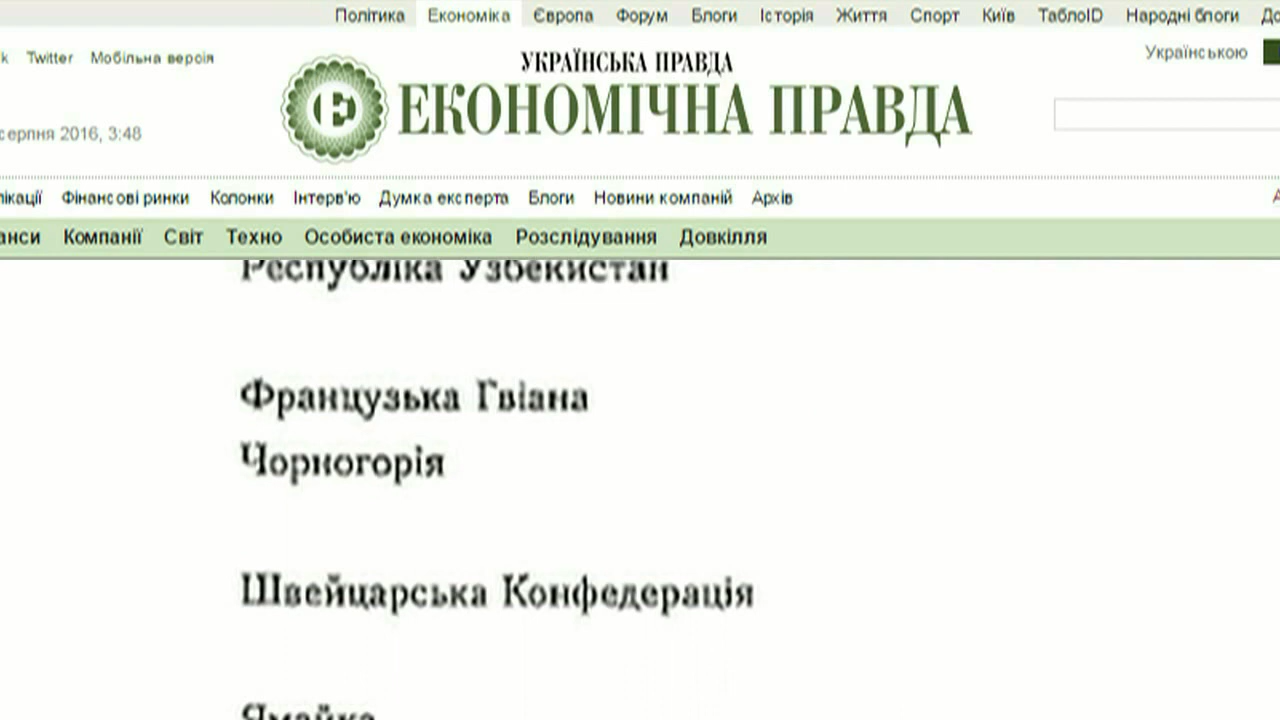 Політика Економіка Європа Форум Блоги Історія Життя Спорт Київ ТаблоID Народні блоги
Twitter Мобільна версія
УКРАЇНСЬКА ПРАВДА
Українською
ЕКОНОМІЧНА ПРАВДА
серпня 2016, 3:48
Фінансові ринки Колонки Інтерв'ю Думка експерта Блоги Новини компаній Архів
Компанії Світ Техно Особиста економіка Розслідування Довкілля
Республіка Узбекистан
Французька Гвіана
Чорногорія
Швейцарська Конфедерація
Ямайка